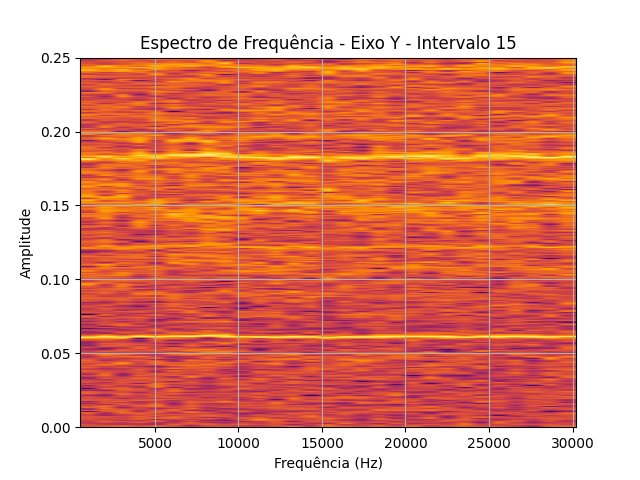 Espectro de Frequência - Eixo Y - Intervalo 15
0.25
0.20
0.15
0.10
0.05
0.00
Amplitude
5000 10000 15000 20000 25000 30000
Frequência (Hz)